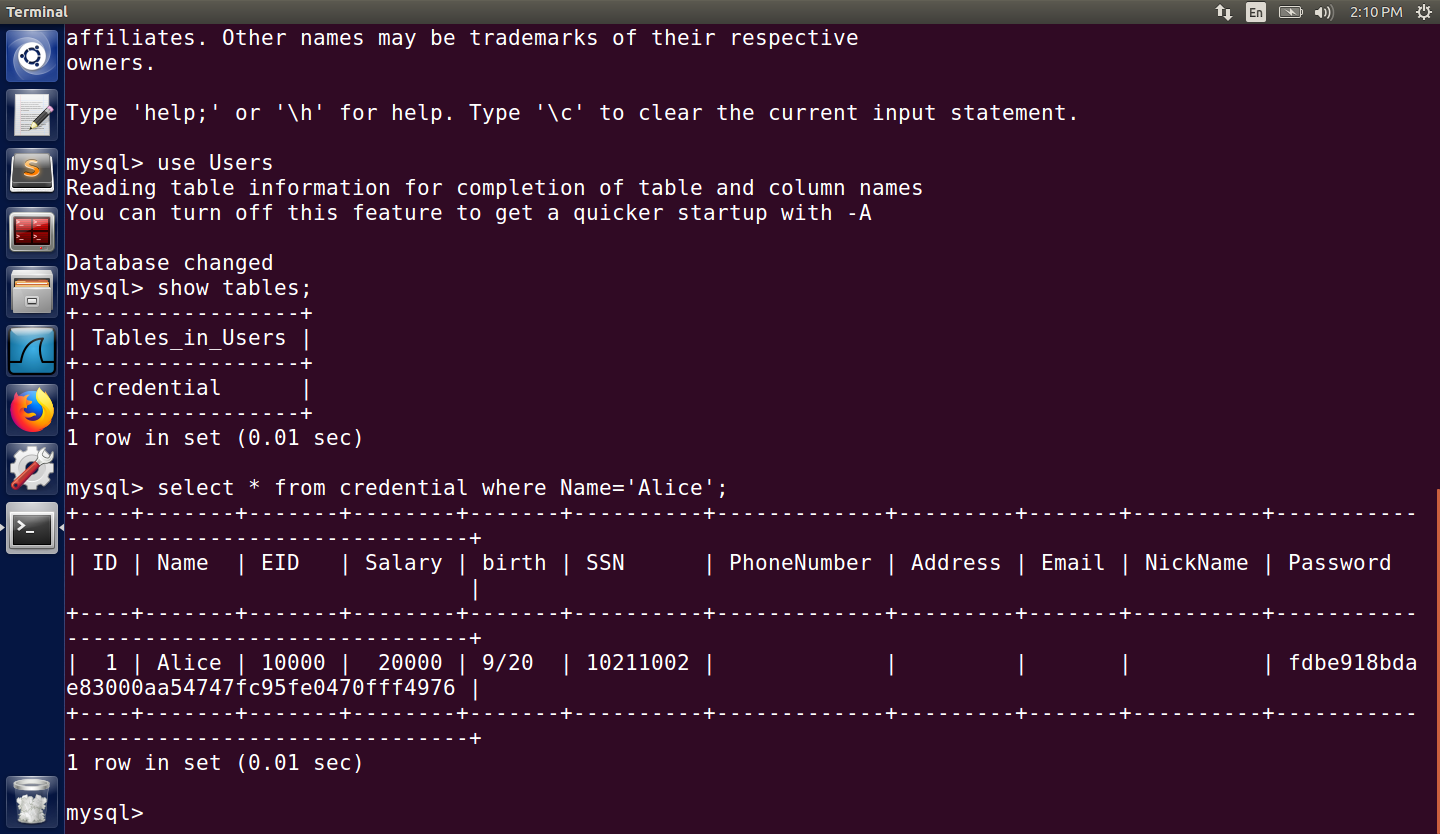 Terminal
En
2:10 PM
affiliates. Other names may be trademarks of their respective
owners.
Type 'help;' or '\h' for help. Type '\c' to clear the current input statement.
mysql> use Users
Reading table information for completion of table and column names
You can turn off this feature to get a quicker startup with -A
Database changed
mysql> show tables;
+-----------------+
| Tables_in_Users |
+-----------------+
| credential      |
+-----------------+
1 row in set (0.01 sec)
mysql> select * from credential where Name='Alice';
+----+-------+-------+--------+-------+----------+-------------+---------+-------+----------+-----------
-------------------------------+
| ID | Name  | EID   | Salary | birth | SSN      | PhoneNumber | Address | Email | NickName | Password
                               |
+----+-------+-------+--------+-------+----------+-------------+---------+-------+----------+-----------
-------------------------------+
|  1 | Alice | 10000 |  20000 | 9/20  | 10211002 |             |         |       |          | fdbe918bda
e83000aa54747fc95fe0470fff4976 |
+----+-------+-------+--------+-------+----------+-------------+---------+-------+----------+-----------
-------------------------------+
1 row in set (0.01 sec)
mysql>